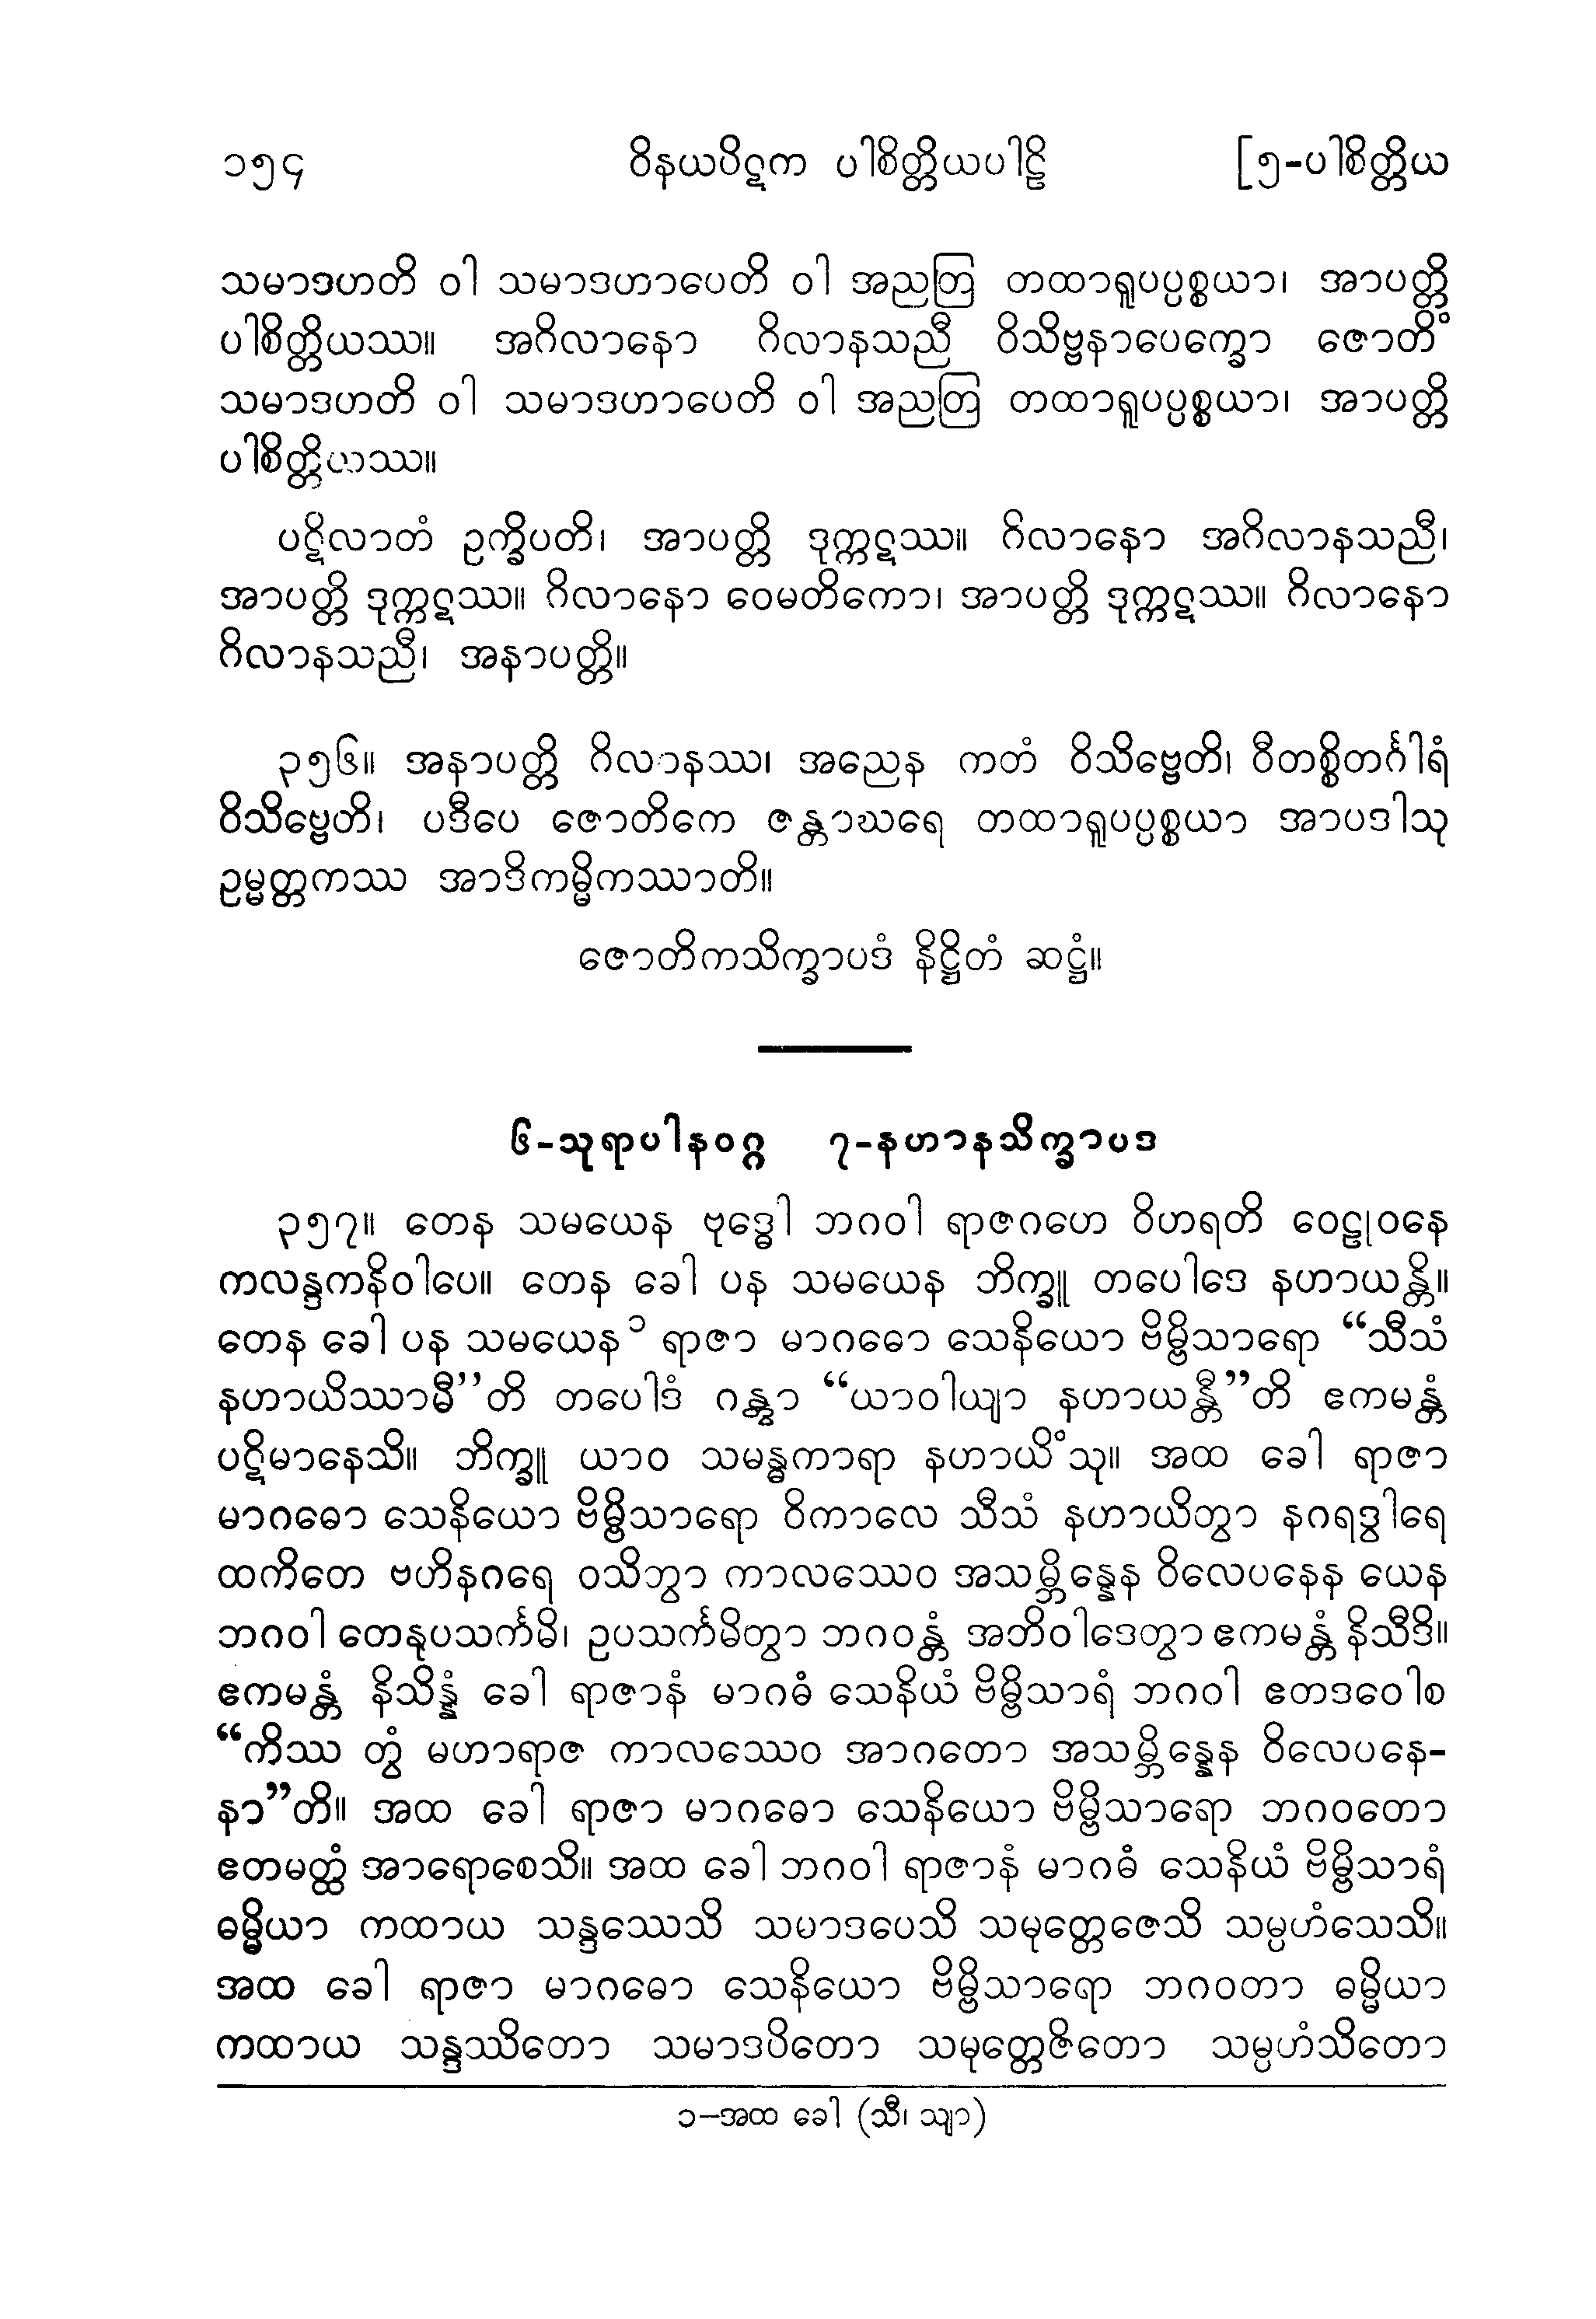 ၁၅၄ ဝိနယပိဋက ပါစိတ္တိယပါဠိ [၅-ပါစိတ္တိယ
သမာဒဟတိ ဝါ သမာဒဟာပေတိ ဝါ အညတြ တထာရူပပ္ပစ္စယာ၊ အာပတ္တိ
ပါစိတ္တိယဿ။ အဂိလာနော ဂိလာနသညီ ဝိသိဗ္ဗနာပေက္ခော ဇောတိံ
သမာဒဟတိ ဝါ သမာဒဟာပေတိ ဝါ အညတြ တထာရူပပ္ပစ္စယာ၊ အာပတ္တိ
ပါစိတ္တိယဿ။
ပဋိလာတံ ဥက္ခိပတိ၊ အာပတ္တိ ဒုက္ကဋဿ။ ဂိလာနော အဂိလာနသညီ၊
အာပတ္တိ ဒုက္ကဋဿ။ ဂိလာနော ဝေမတိကော၊ အာပတ္တိ ဒုက္ကဋဿ။ ဂိလာနော
ဂိလာနသညီ၊ အနာပတ္တိ။
၃၅၆။ အနာပတ္တိ ဂိလာနဿ၊ အညေန ကတံ ဝိသိဗ္ဗေတိ၊ ဝီတစ္စိတင်္ဂါရံ
ဝိသိဗ္ဗေတိ၊ ပဒီပေ ဇောတိကေ ဇန္တာဃရေ တထာရူပပ္ပစ္စယာ အာပဒါသု
ဥမ္မတ္တကဿ အာဒိကမ္မိကဿာတိ။
ဇောတိကသိက္ခာပဒံ နိဋ္ဌိတံ ဆဋ္ဌံ။
၆-သုရာပါနဝဂ္ဂ ၇-နဟာနသိက္ခာပဒ
၃၅၇။ တေန သမယေန ဗုဒ္ဓေါ ဘဂဝါ ရာဇဂဟေ ဝိဟရတိ ဝေဠုဝနေ
ကလန္ဒကနိဝါပေ။ တေန ခေါ ပန သမယေန ဘိက္ခူ တပေါဒေ နဟာယန္တိ။
တေန ခေါ ပန သမယေန ၁ ရာဇာ မာဂဓော သေနိယော ဗိမ္ဗိသာရော “သီသံ
နဟာယိဿာမီ”တိ တပေါဒံ ဂန္တွာ “ယာဝါယျာ နဟာယန္တီ”တိ ဧကမန္တံ
ပဋိမာနေသိ။ ဘိက္ခူ ယာဝ သမန္ဓကာရာ နဟာယိံသု။ အထ ခေါ ရာဇာ
မာဂဓော သေနိယော ဗိမ္ဗိသာရော ဝိကာလေ သီသံ နဟာယိတွာ နဂရဒွါရေ
ထကိတေ ဗဟိနဂရေ ဝသိတွာ ကာလဿေဝ အသမ္ဘိန္နေန ဝိလေပနေန ယေန
ဘဂဝါ တေနုပသင်္ကမိ၊ ဥပသင်္ကမိတွာ ဘဂဝန္တံ အဘိဝါဒေတွာ ဧကမန္တံ နိသီဒိ။
ဧကမန္တံ နိသိန္နံ ခေါ ရာဇာနံ မာဂဓံ သေနိယံ ဗိမ္ဗိသာရံ ဘဂဝါ ဧတဒဝေါစ
“ကိဿ တွံ မဟာရာဇ ကာလဿေဝ အာဂတော အသမ္ဘိန္နေန ဝိလေပနေ-
နာ”တိ။ အထ ခေါ ရာဇာ မာဂဓော သေနိယော ဗိမ္ဗိသာရော ဘဂဝတော
ဧတမတ္ထံ အာရောစေသိ။ အထ ခေါ ဘဂဝါ ရာဇာနံ မာဂဓံ သေနိယံ ဗိမ္ဗိသာရံ
ဓမ္မိယာ ကထာယ သန္ဒဿေသိ သမာဒပေသိ သမုတ္တေဇေသိ သမ္ပဟံသေသိ။
အထ ခေါ ရာဇာ မာဂဓော သေနိယော ဗိမ္ဗိသာရော ဘဂဝတာ ဓမ္မိယာ
ကထာယ သန္ဒဿိတော သမာဒပိတော သမုတ္တေဇိတော သမ္ပဟံသိတော
၁-အထ ခေါ (သီ၊ သျာ)